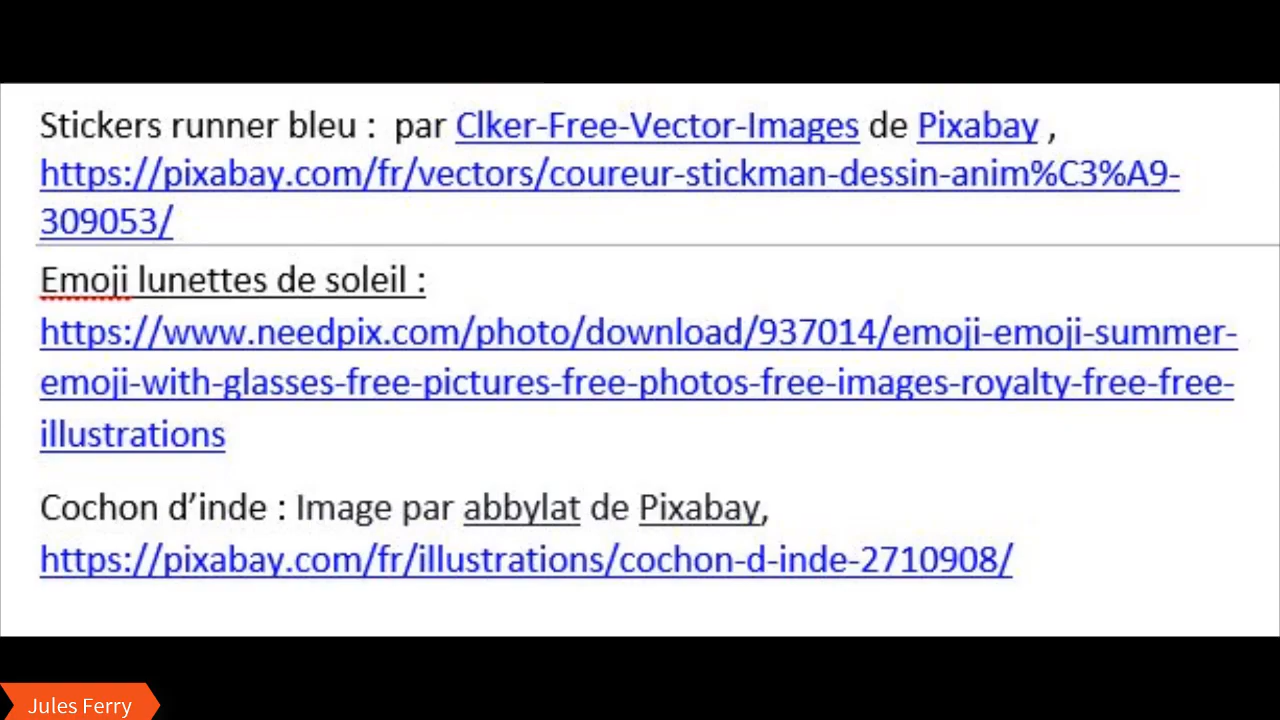 Stickers runner bleu :  par Clker-Free-Vector-Images de Pixabay ,
https://pixabay.com/fr/vectors/coureur-stickman-dessin-anim%C3%A9-
309053/
Emoji lunettes de soleil :
https://www.needpix.com/photo/download/937014/emoji-emoji-summer-
emoji-with-glasses-free-pictures-free-photos-free-images-royalty-free-free-
illustrations
Cochon d’inde : Image par abbylat de Pixabay,
https://pixabay.com/fr/illustrations/cochon-d-inde-2710908/
Jules Ferry